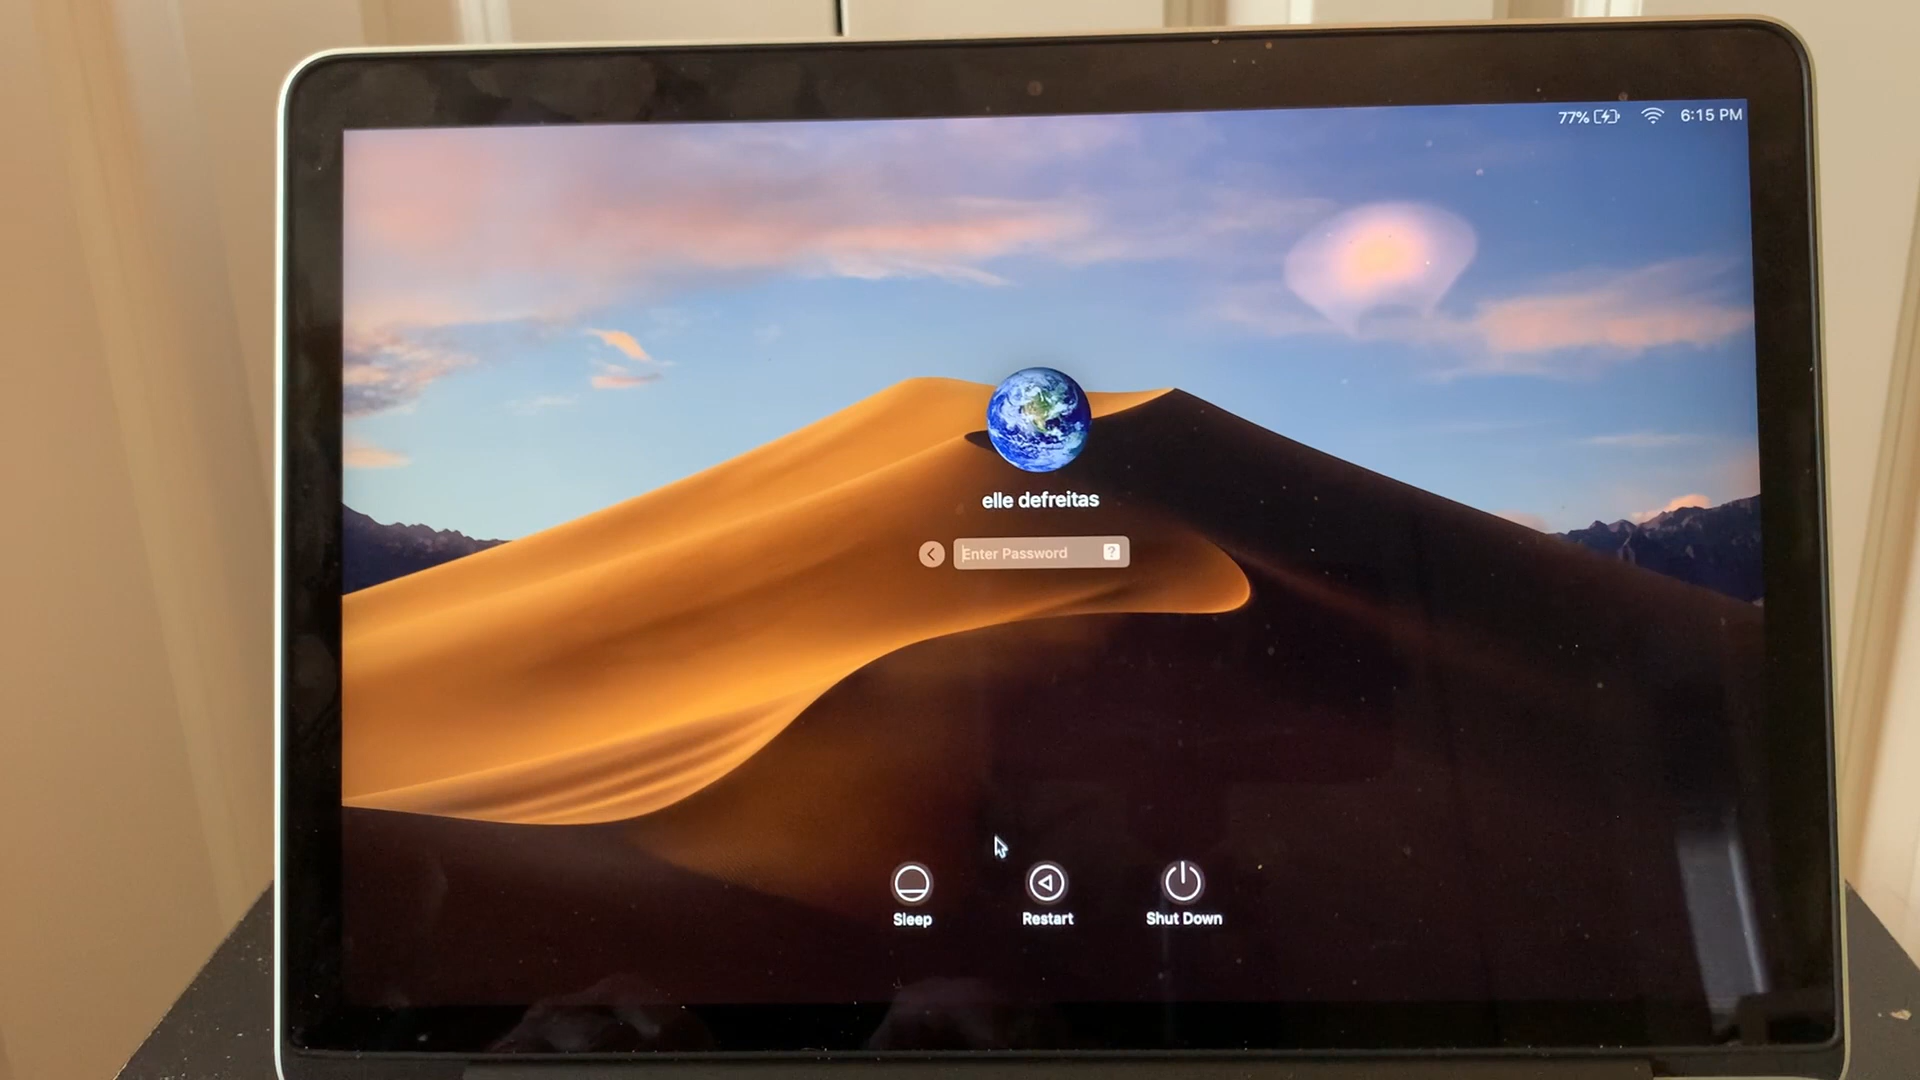 77% 6:15 PM
elle defreitas
Enter Password ?
Sleep Restart Shut Down